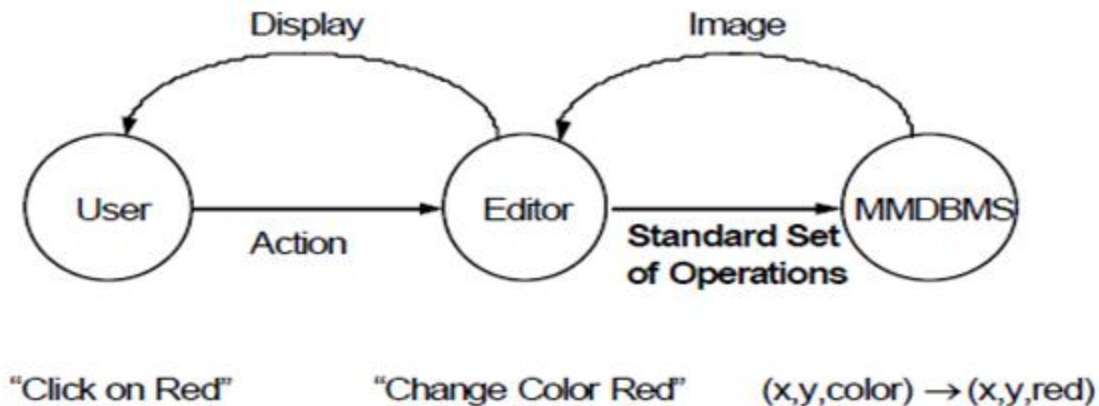 Display
Image
User
Editor
MMDBMS
Action
Standard Set
of Operations
“Click on Red”
“Change Color Red”
(x,y,color) → (x,y,red)